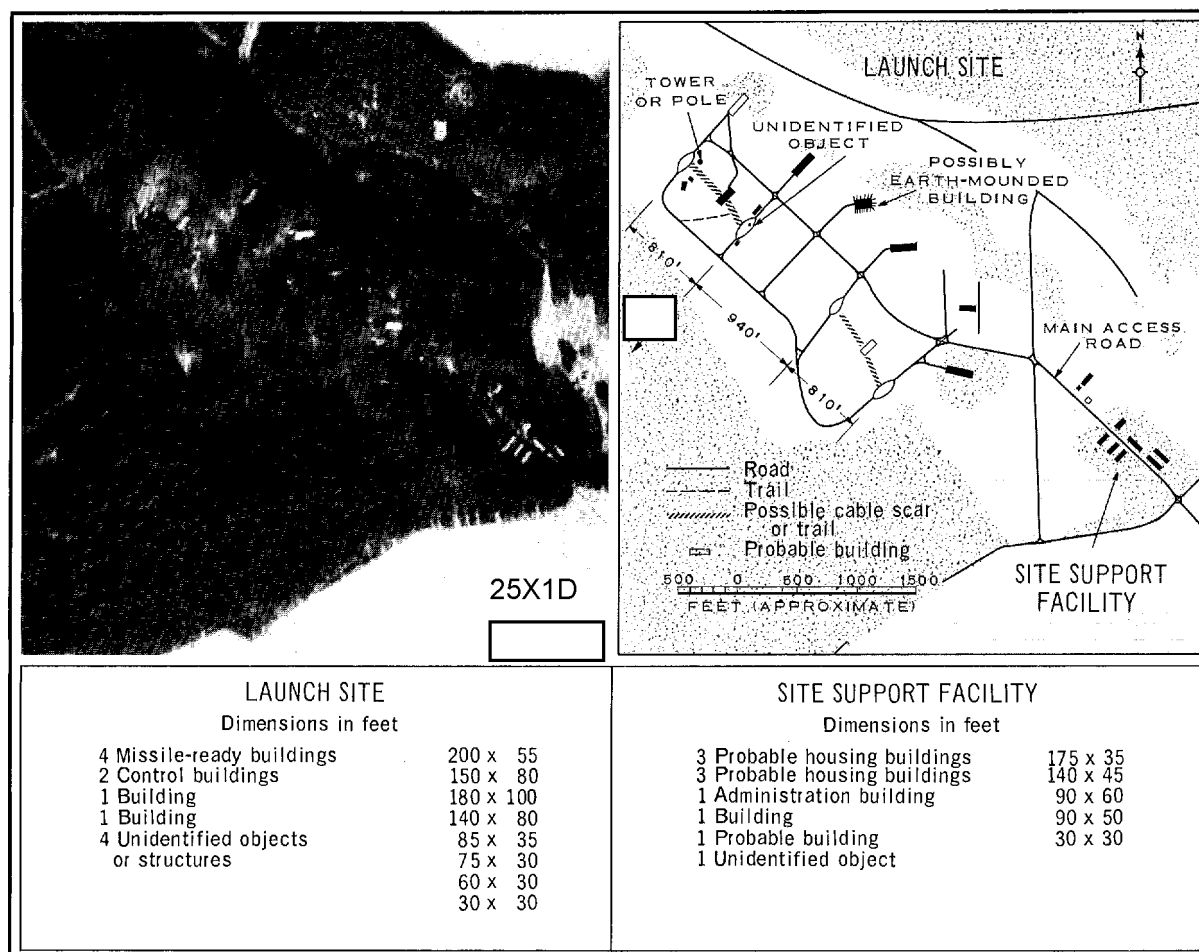 25X1D
LAUNCH SITE
N
TOWER
OR POLE
UNIDENTIFIED
OBJECT
POSSIBLY
EARTH-MOUNDED
BUILDING
810'
940'
810'
MAIN ACCESS
ROAD
Road
Trail
Possible cable scar
or trail
Probable building
500 0 500 1000 1500
FEET (APPROXIMATE)
SITE SUPPORT
FACILITY
LAUNCH SITE
Dimensions in feet
4 Missile-ready buildings 200 x 55
2 Control buildings 150 x 80
1 Building 180 x 100
1 Building 140 x 80
4 Unidentified objects 85 x 35
or structures 75 x 30
60 x 30
30 x 30
SITE SUPPORT FACILITY
Dimensions in feet
3 Probable housing buildings 175 x 35
3 Probable housing buildings 140 x 45
1 Administration building 90 x 60
1 Building 90 x 50
1 Probable building 30 x 30
1 Unidentified object